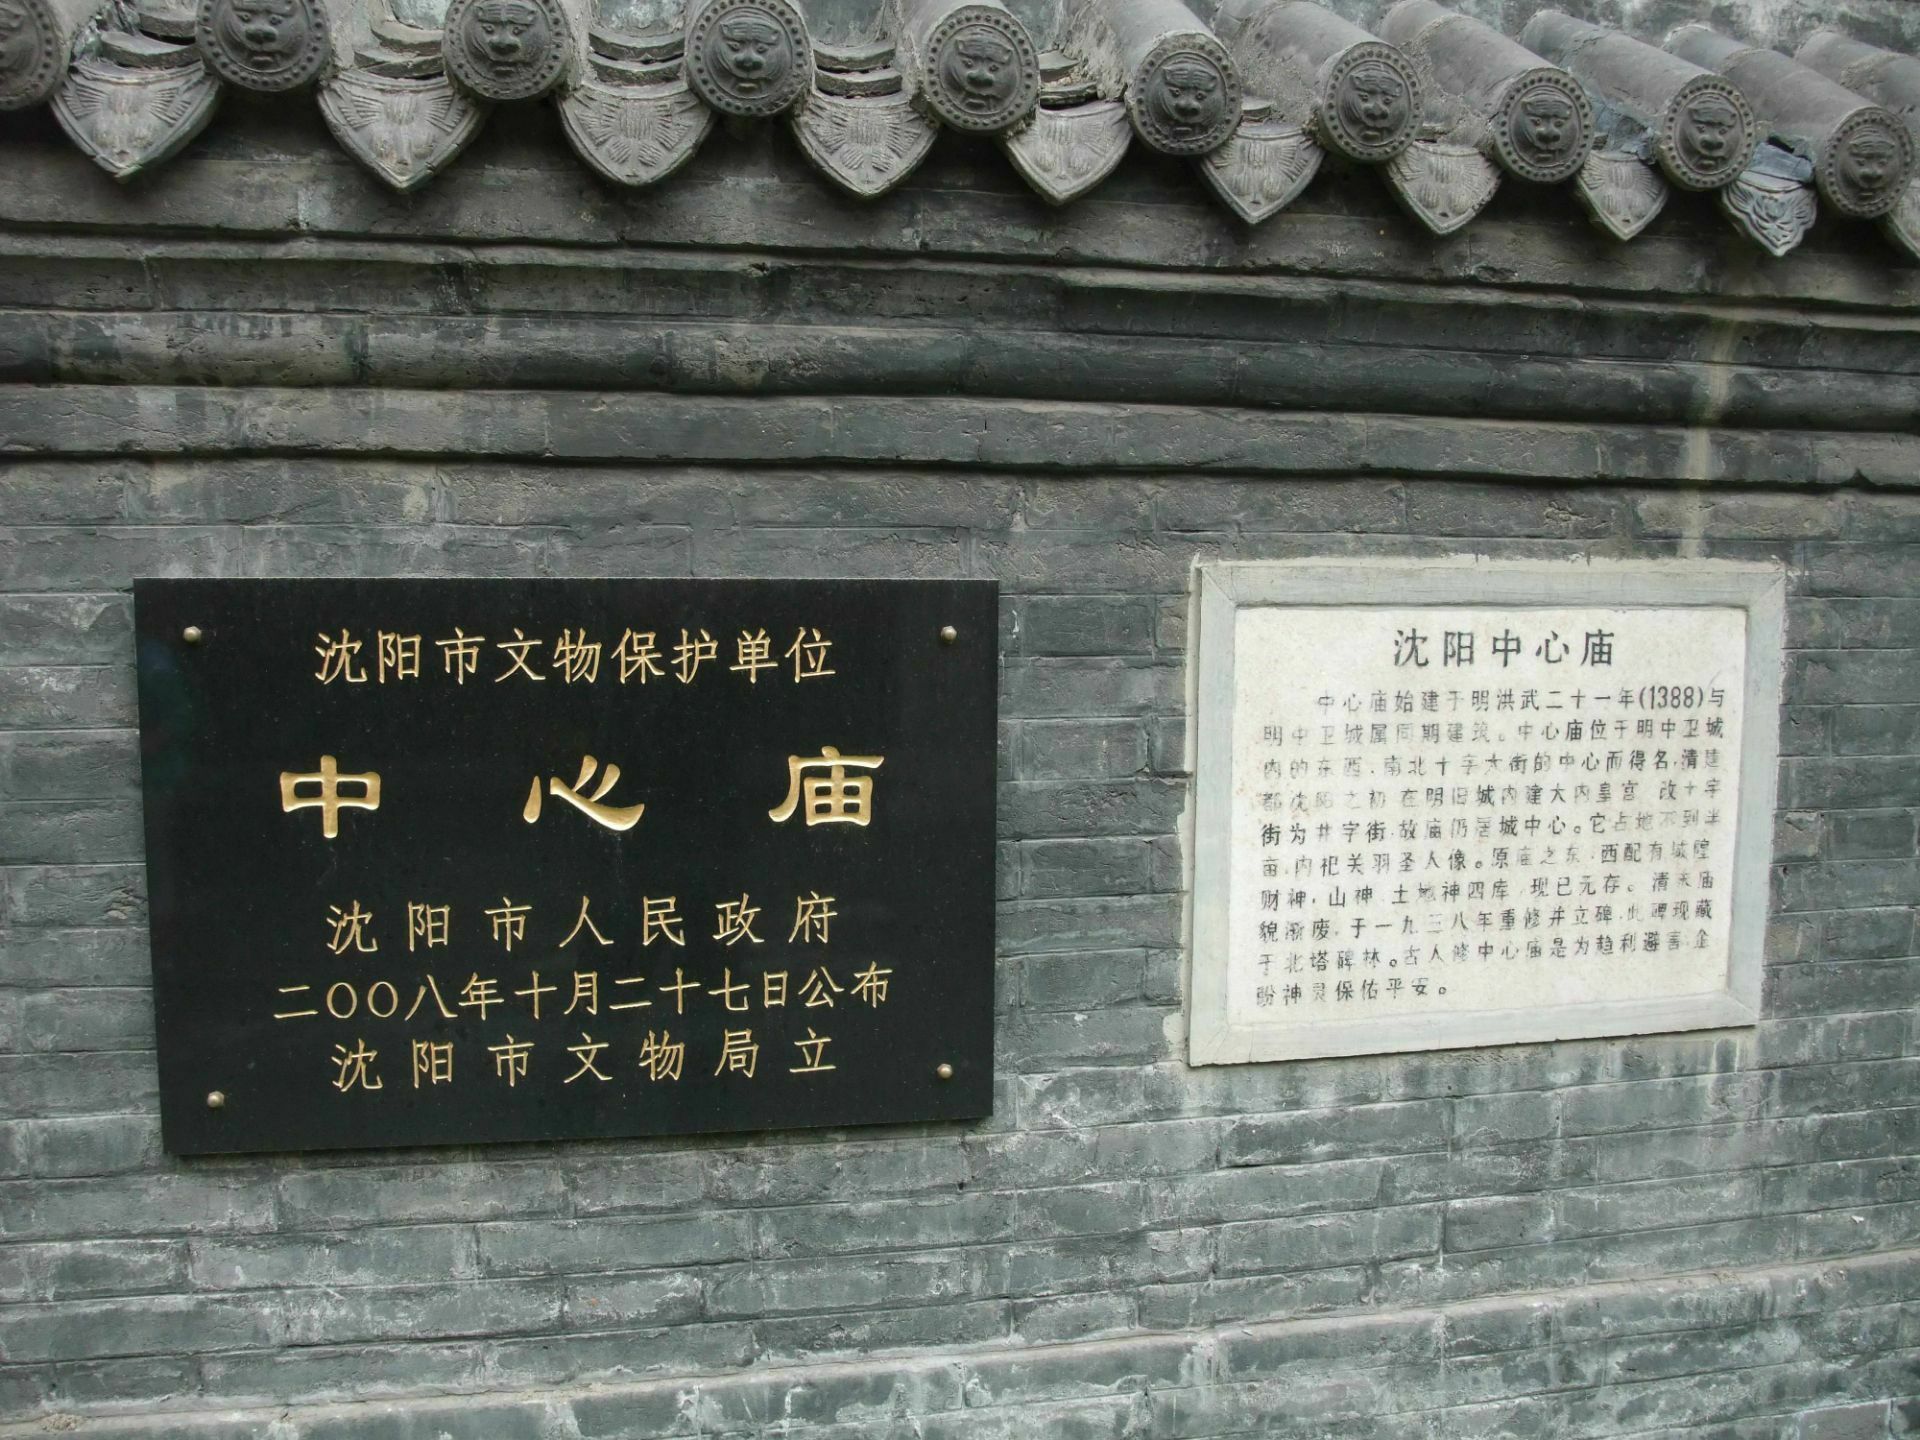 沈阳市文物保护单位
中心庙
沈阳市人民政府
二〇〇八年十月二十七日公布
沈阳市文物局立
沈阳中心庙
中心庙始建于明洪武二十一年(1388)与
明中卫城属同期建筑。中心庙位于明中卫城
内的东西、南北十字大街的中心而得名,清建
都沈阳之初 在明旧城内建大内皇宫 改十字
街为井字街,故庙仍居城中心。它占地不到半
亩,内祀关羽圣人像。原庙之东,西配有城隍
财神,山神 土地神四库 现已无存。清末庙
貌渐废,于一九三八年重修并立碑,此碑现藏
于北塔碑林。古人修中心庙是为趋利避害,企
盼神灵保佑平安。